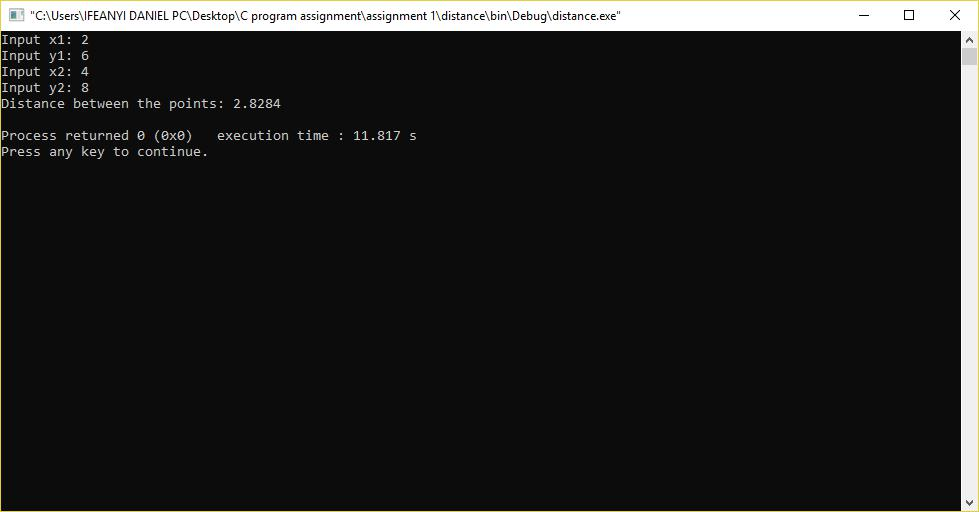 "C:\Users\IFEANYI DANIEL PC\Desktop\C program assignment\assignment 1\distance\bin\Debug\distance.exe"
Input x1: 2
Input y1: 6
Input x2: 4
Input y2: 8
Distance between the points: 2.8284
Process returned 0 (0x0)   execution time : 11.817 s
Press any key to continue.